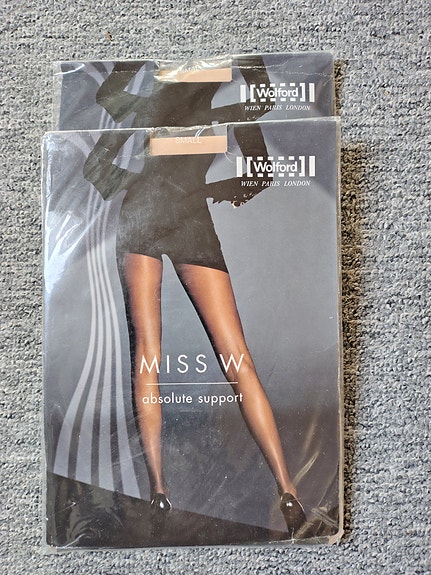 Wolford
WIEN PARIS LONDON
SMALL
Wolford
WIEN PARIS LONDON
MISS W
absolute support